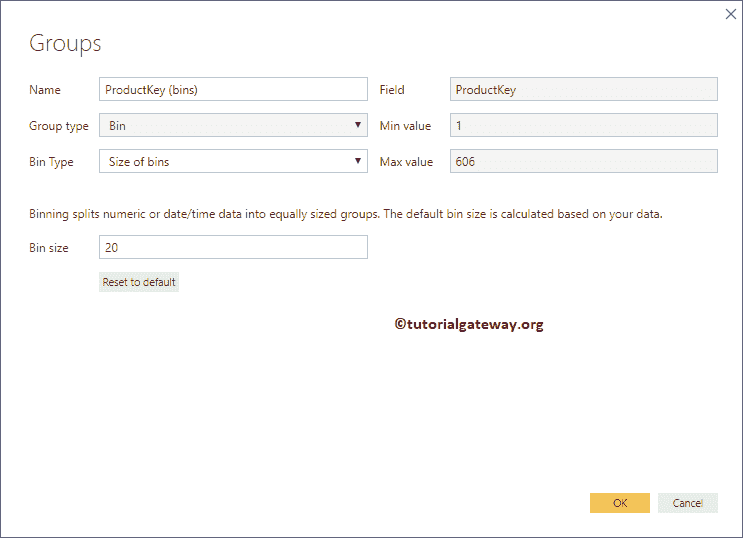 Groups
Name ProductKey (bins) Field ProductKey
Group type Bin Min value 1
Bin Type Size of bins Max value 606
Binning splits numeric or date/time data into equally sized groups. The default bin size is calculated based on your data.
Bin size 20
Reset to default
©tutorialgateway.org
OK Cancel